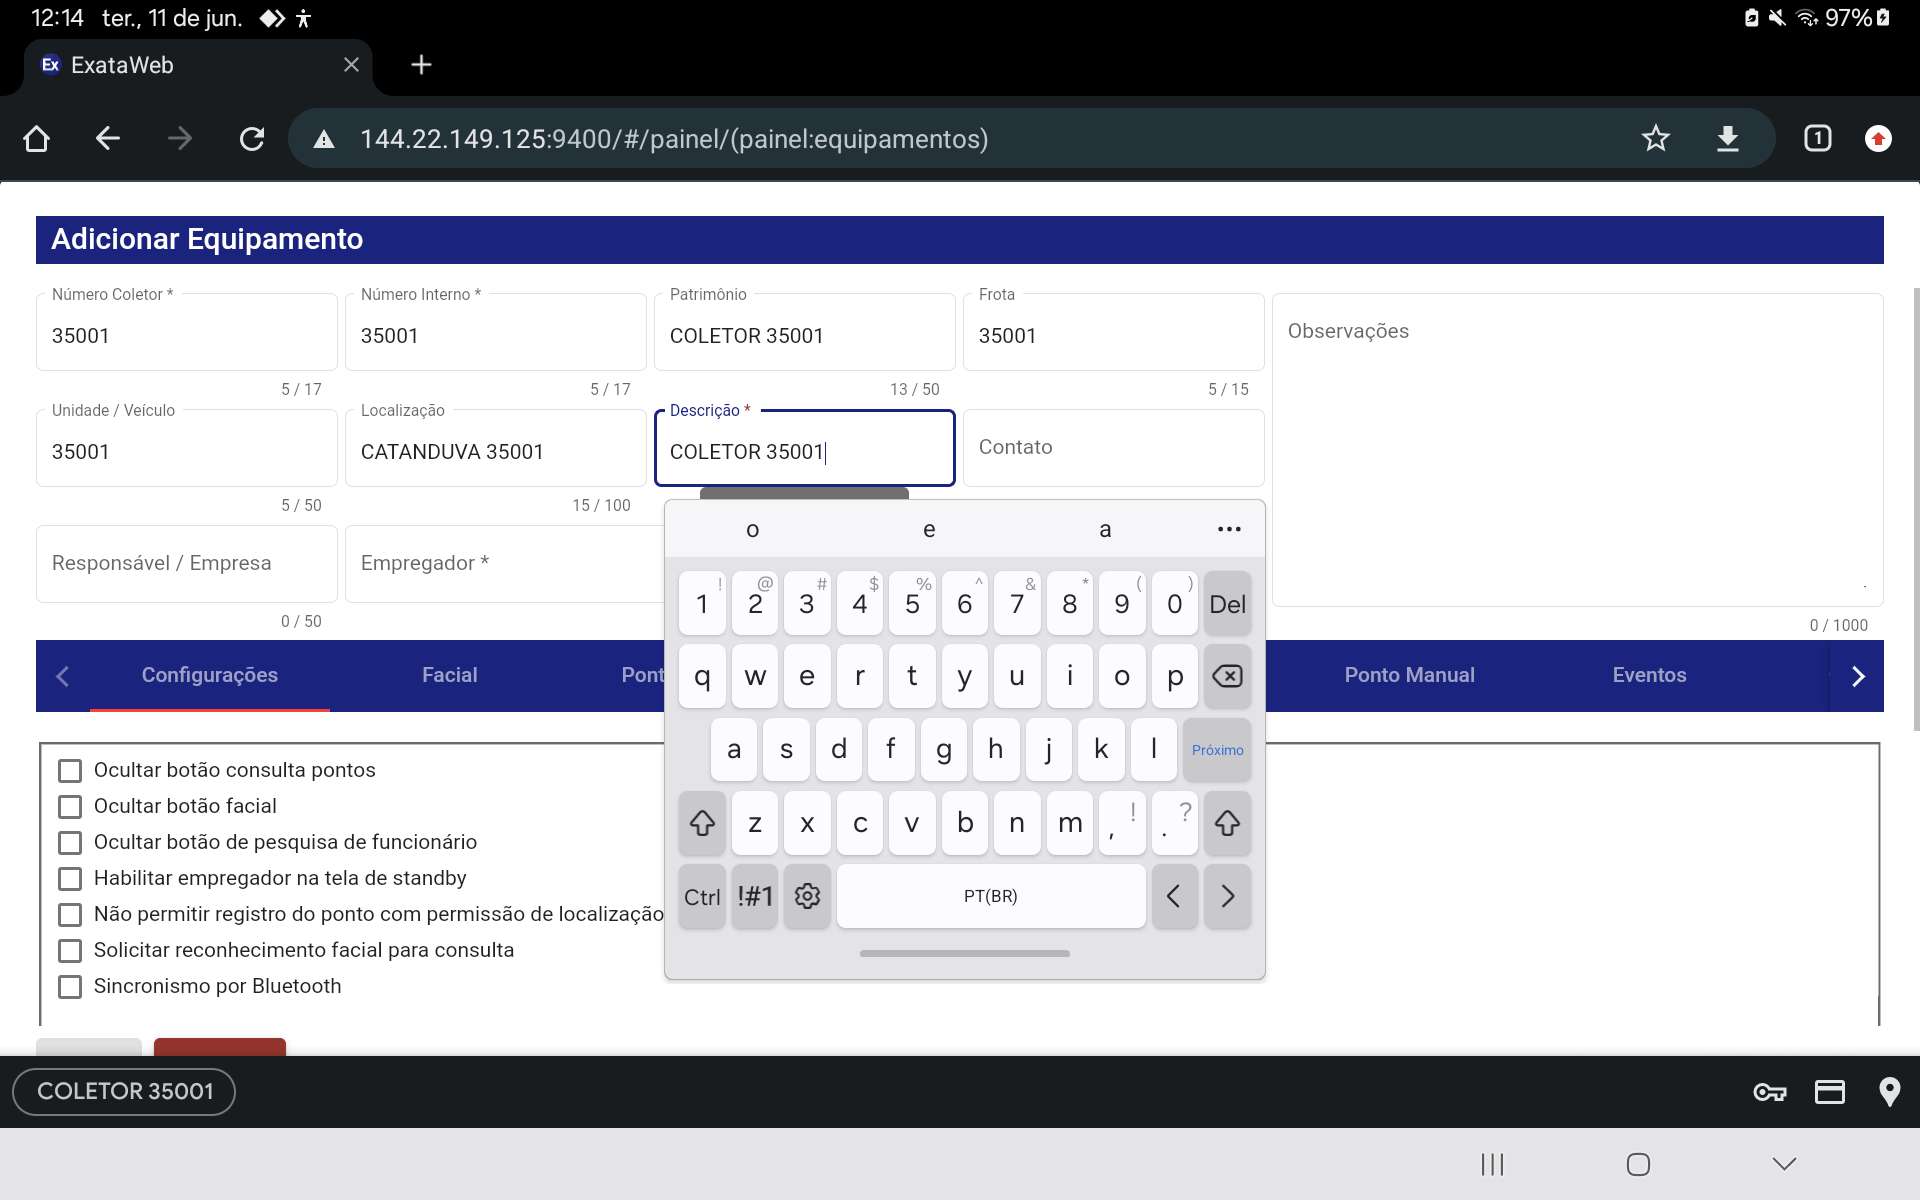 12:14 ter., 11 de jun. 97%
Ex ExataWeb
144.22.149.125:9400/#/painel/(painel:equipamentos) 1
Adicionar Equipamento
Número Coletor * Número Interno * Patrimônio Frota
35001 35001 COLETOR 35001 35001 Observações
5 / 17 5 / 17 13 / 50 5 / 15
Unidade / Veículo Localização Descrição *
35001 CATANDUVA 35001 COLETOR 35001 Contato
5 / 50 15 / 100
o e a ...
Responsável / Empresa Empregador *
0 / 50 0 / 1000
! @ # $ % ^ & * ( )
1 2 3 4 5 6 7 8 9 0 Del
Configurações Facial Pont Ponto Manual Eventos
q w e r t y u i o p
a s d f g h j k l Próximo
z x c v b n m , ! . ?
Ctrl !#1 PT(BR) < >
Ocultar botão consulta pontos
Ocultar botão facial
Ocultar botão de pesquisa de funcionário
Habilitar empregador na tela de standby
Não permitir registro do ponto com permissão de localização
Solicitar reconhecimento facial para consulta
Sincronismo por Bluetooth
COLETOR 35001